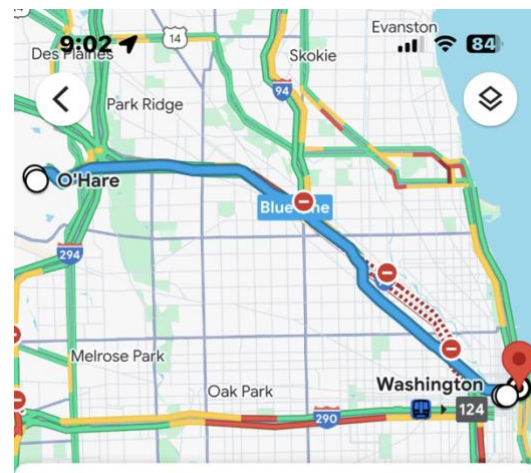 Evanston
14
9:02
84
Des Plaines
Skokie
94
Park Ridge
O'Hare
Blue Line
294
Melrose Park
Washington
Oak Park
124
290